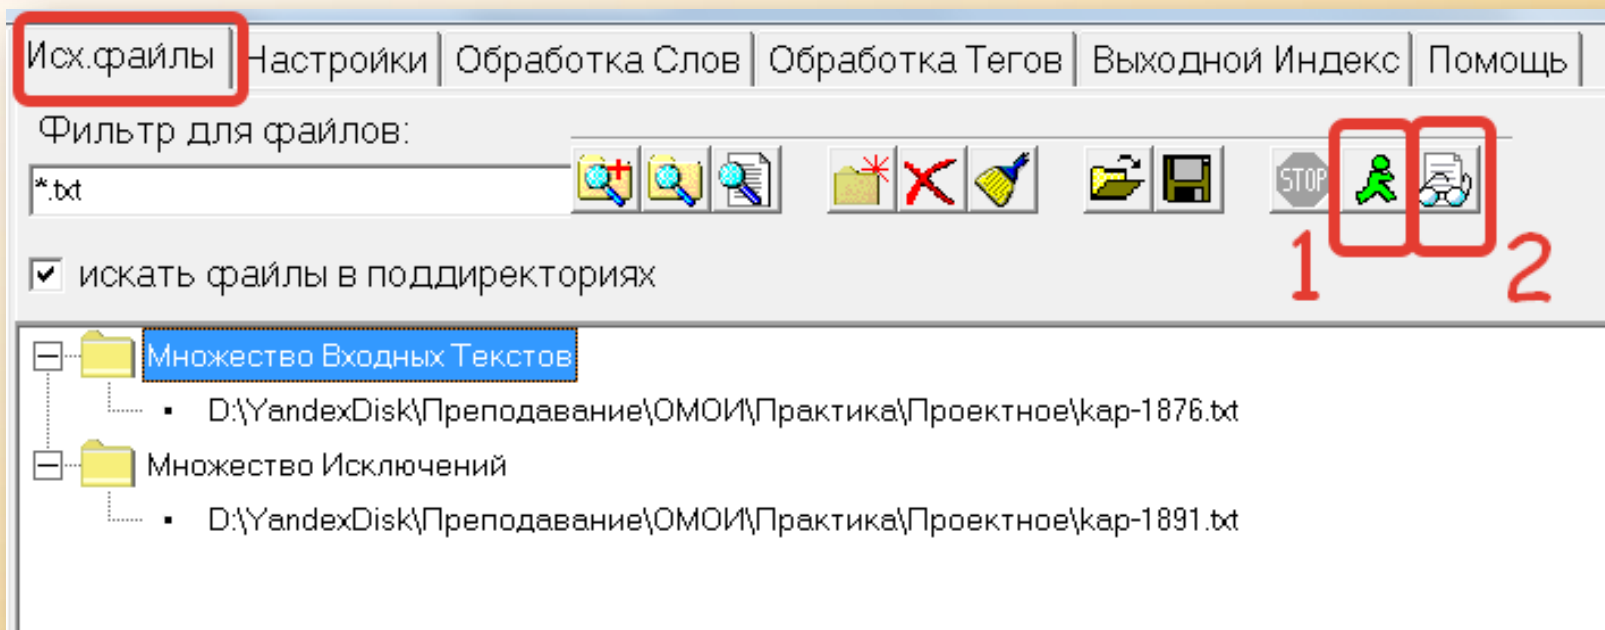 Исх.файлы Настройки Обработка Слов Обработка Тегов Выходной Индекс Помощь
Фильтр для файлов:
*.txt
STOP
1 2
искать файлы в поддиректориях
Множество Входных Текстов
D:\YandexDisk\Преподавание\ОМОИ\Практика\Проектное\kap-1876.txt
Множество Исключений
D:\YandexDisk\Преподавание\ОМОИ\Практика\Проектное\kap-1891.txt